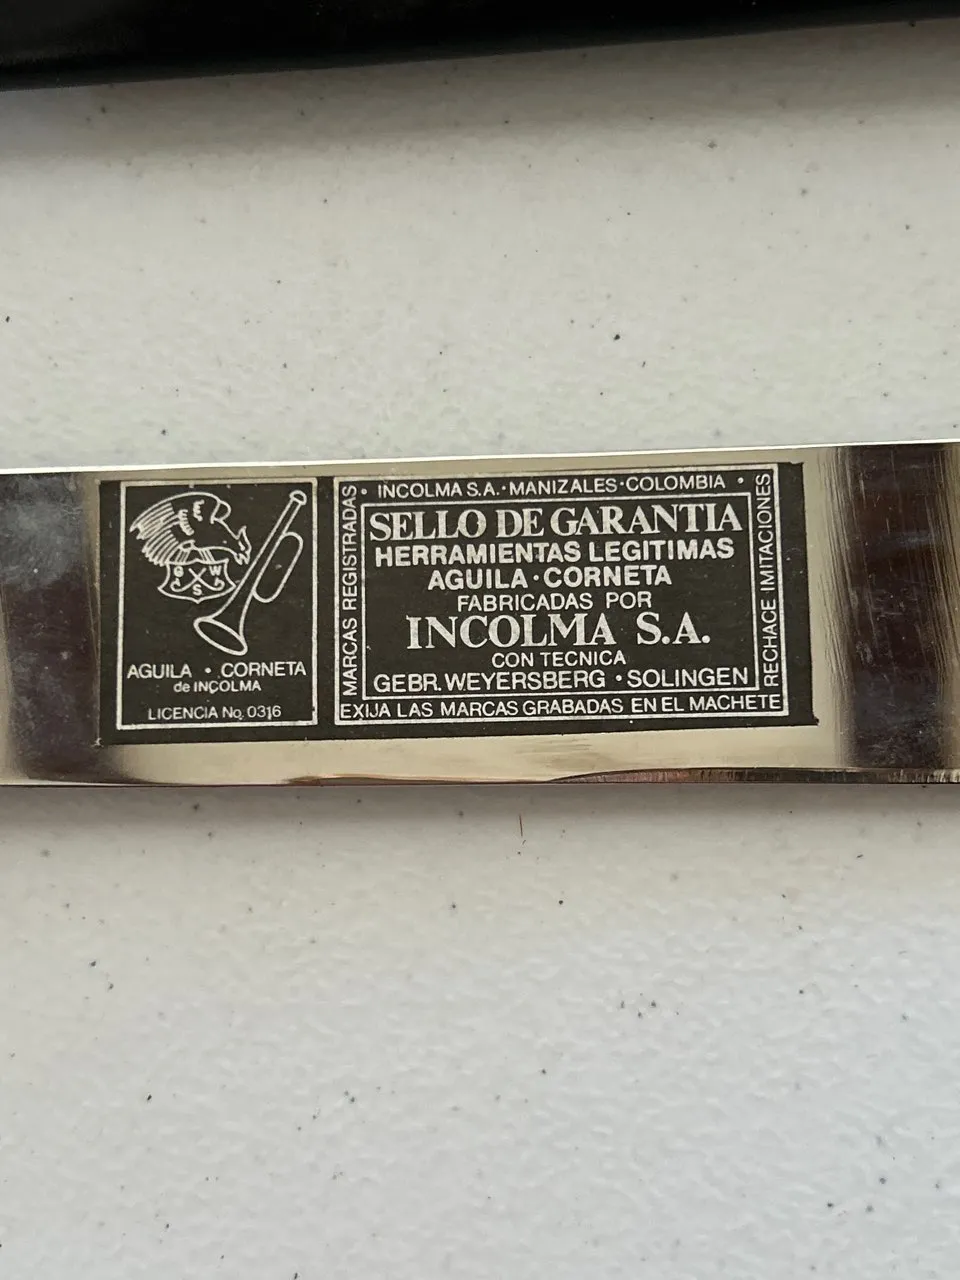 G W
S
AGUILA · CORNETA
de INCOLMA
LICENCIA No. 0316
MARCAS REGISTRADAS
· INCOLMA S.A. · MANIZALES · COLOMBIA ·
RECHACE IMITACIONES
SELLO DE GARANTIA
HERRAMIENTAS LEGITIMAS
AGUILA · CORNETA
FABRICADAS POR
INCOLMA S.A.
CON TECNICA
GEBR. WEYERSBERG · SOLINGEN
EXIJA LAS MARCAS GRABADAS EN EL MACHETE